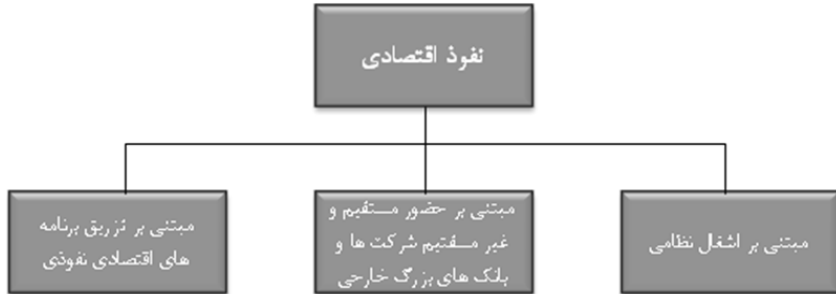 نفوذ اقتصادی
مبتنی بر اشغال نظامی
مبتنی بر حضور مستقیم و
غیر مستقیم شرکت ها و
بانک های بزرگ خارجی
مبتنی بر تزریق برنامه
های اقتصادی نفوذی